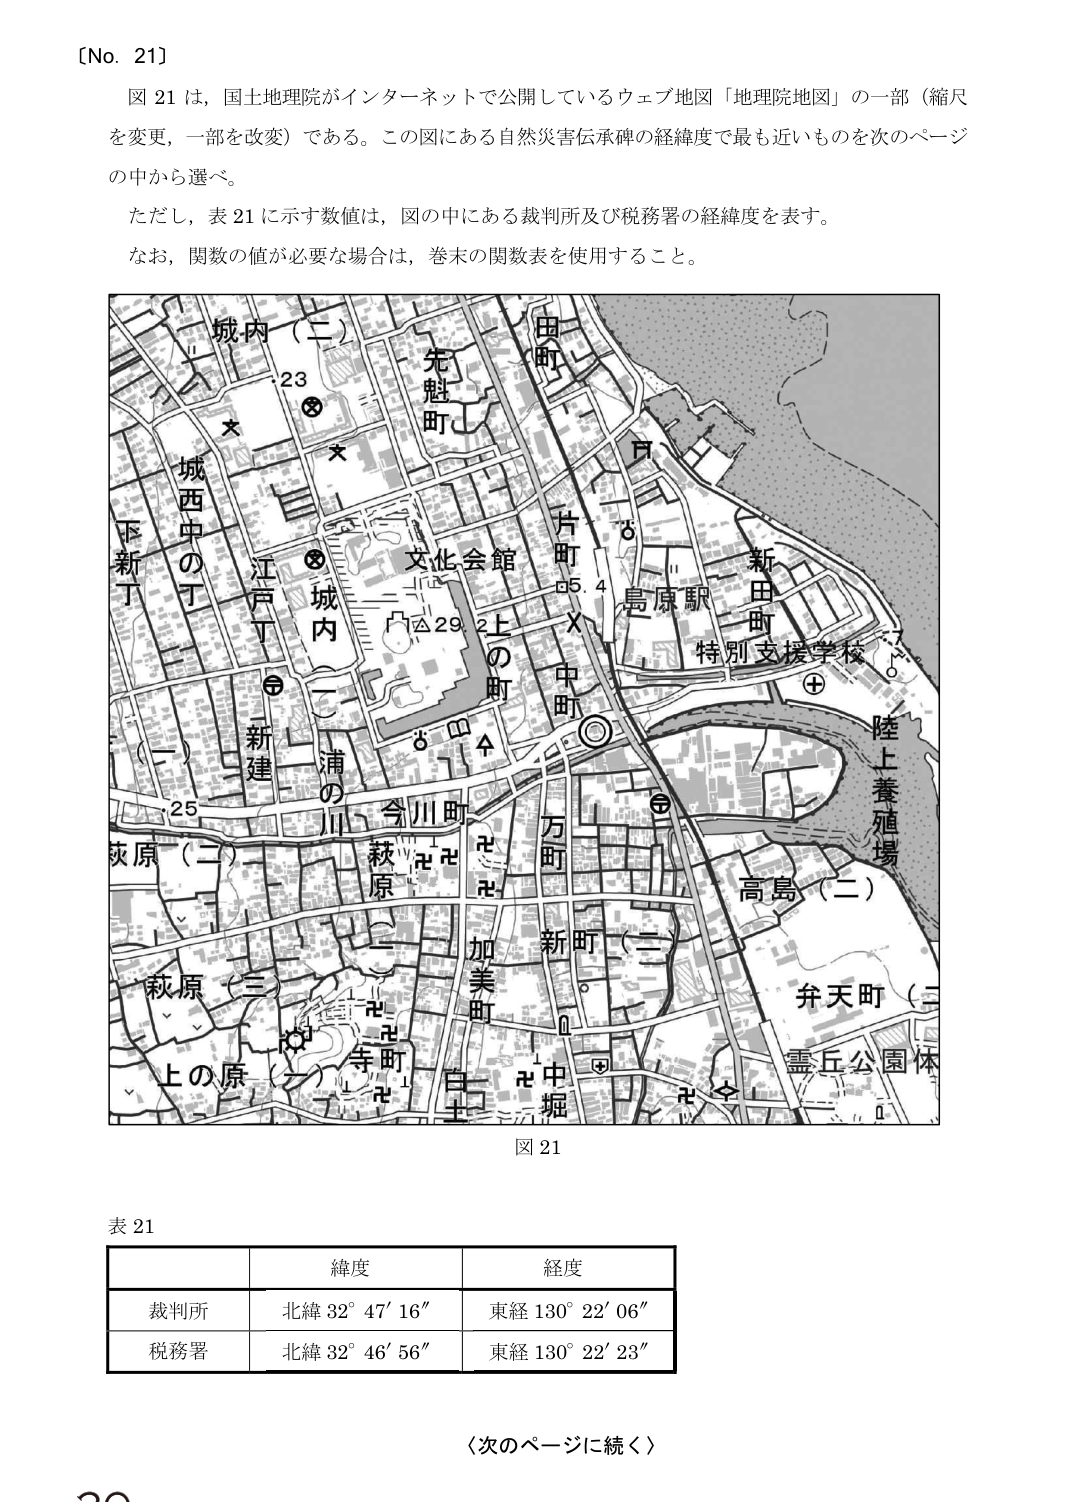 〔No. 21〕
図 21 は，国土地理院がインターネットで公開しているウェブ地図「地理院地図」の一部（縮尺
を変更，一部を改変）である。この図にある自然災害伝承碑の経緯度で最も近いものを次のページ
の中から選べ。
ただし，表 21 に示す数値は，図の中にある裁判所及び税務署の経緯度を表す。
なお，関数の値が必要な場合は，巻末の関数表を使用すること。
城内（二）
田町
先魁町
・23
城西中の丁
下新丁
片町
文化会館
新田町
江戸丁
城内（一）
5.4
島原駅
29.2
上の町
特別支援学校
中町
新建
浦の川
陸上養殖場
（一）
・25
今川町
万町
萩原（二）
萩原（一）
高島（二）
加美町
新町（二）
萩原（三）
弁天町（二
寺町
霊丘公園体
上の原（一）
白土
中堀
図 21
表 21
緯度 経度
裁判所 北緯 32° 47′ 16″ 東経 130° 22′ 06″
税務署 北緯 32° 46′ 56″ 東経 130° 22′ 23″
〈次のページに続く〉